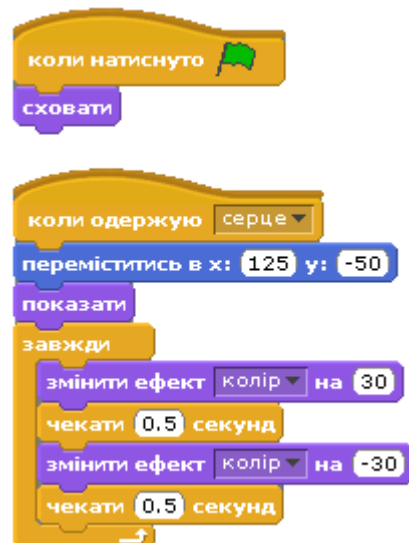 коли натиснуто
сховати
коли одержую серце
переміститись в x: 125 y: -50
показати
завжди
змінити ефект колір на 30
чекати 0.5 секунд
змінити ефект колір на -30
чекати 0.5 секунд